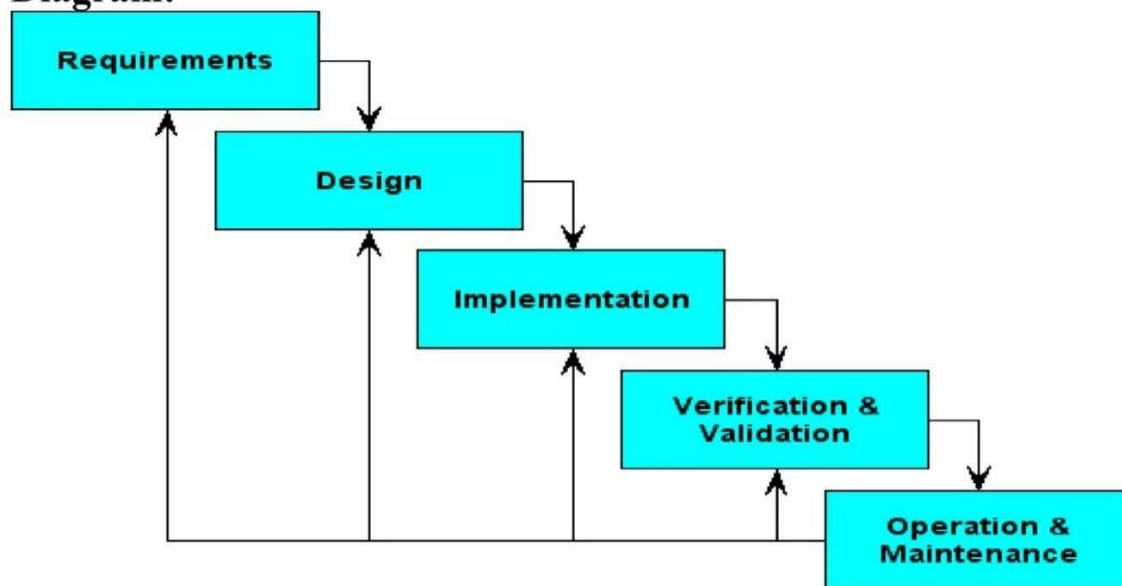 Diagram:
Requirements
Design
Implementation
Verification &
Validation
Operation &
Maintenance